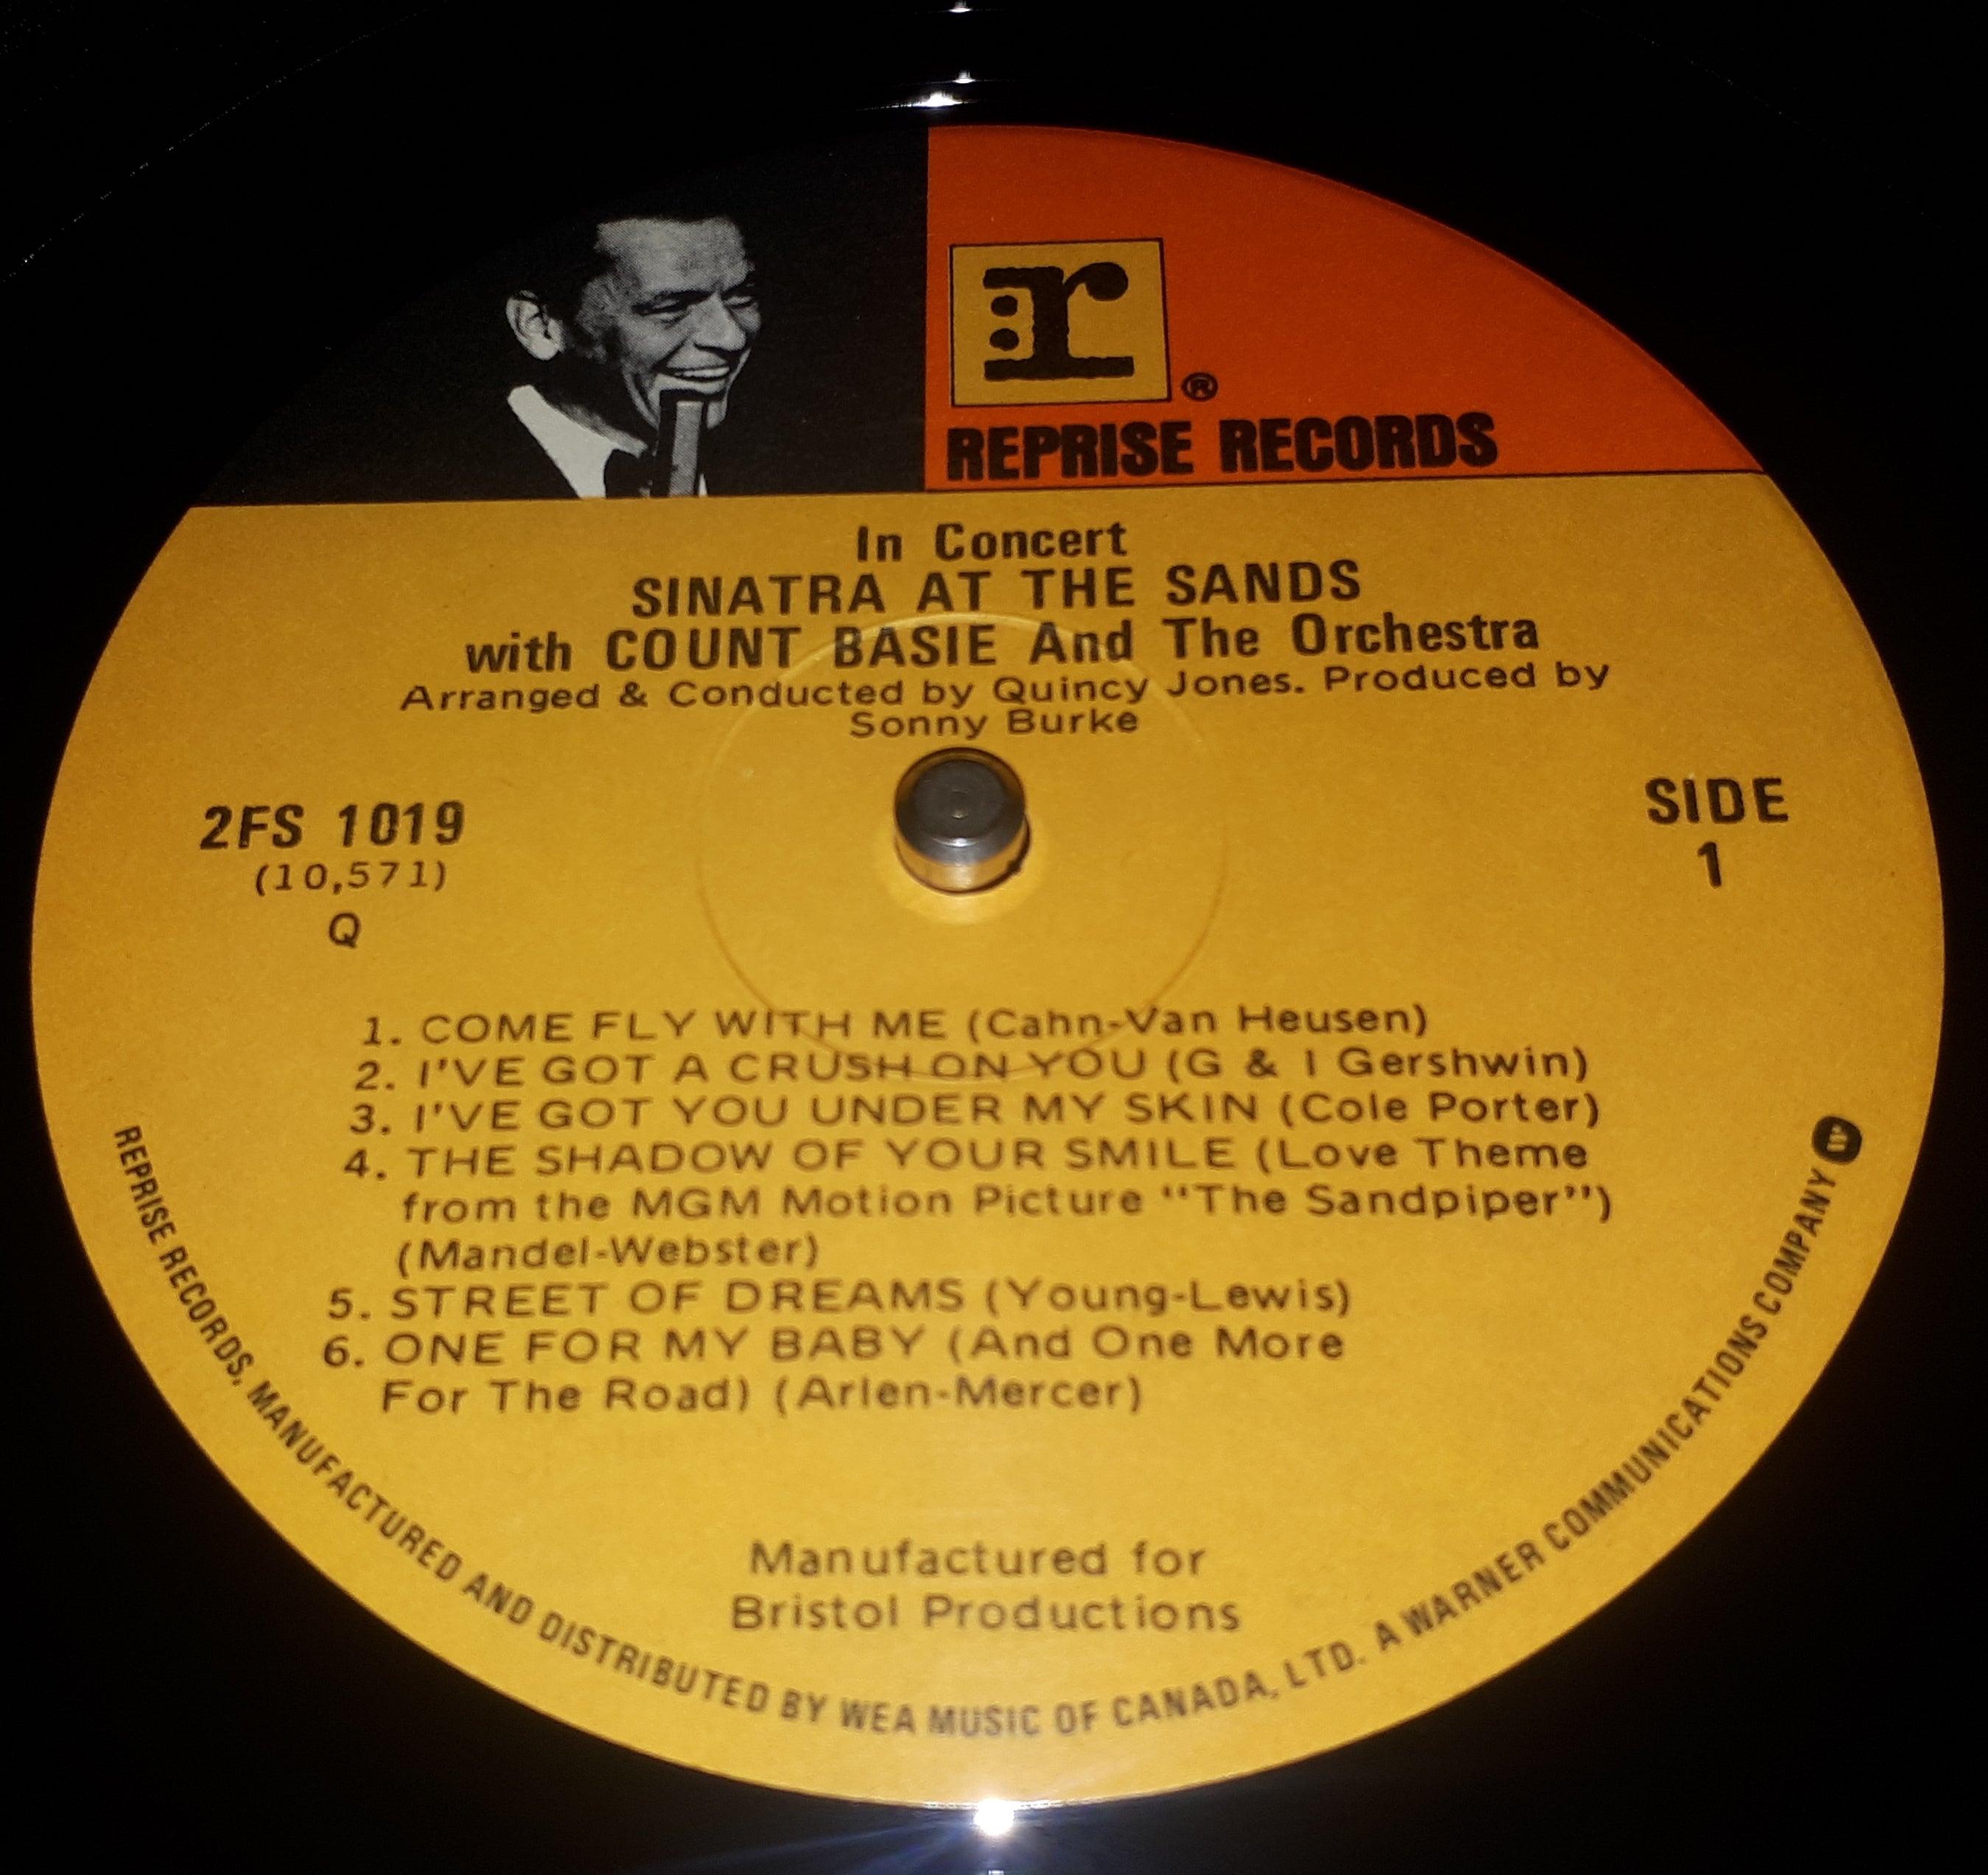 r
®
REPRISE RECORDS
In Concert
SINATRA AT THE SANDS
with COUNT BASIE And The Orchestra
Arranged & Conducted by Quincy Jones. Produced by
Sonny Burke
2FS 1019
(10,571)
Q
SIDE
1
1. COME FLY WITH ME (Cahn-Van Heusen)
2. I'VE GOT A CRUSH ON YOU (G & I Gershwin)
3. I'VE GOT YOU UNDER MY SKIN (Cole Porter)
4. THE SHADOW OF YOUR SMILE (Love Theme
from the MGM Motion Picture "The Sandpiper")
(Mandel-Webster)
5. STREET OF DREAMS (Young-Lewis)
6. ONE FOR MY BABY (And One More
For The Road) (Arlen-Mercer)
Manufactured for
Bristol Productions
REPRISE RECORDS, MANUFACTURED AND DISTRIBUTED BY WEA MUSIC OF CANADA, LTD. A WARNER COMMUNICATIONS COMPANY